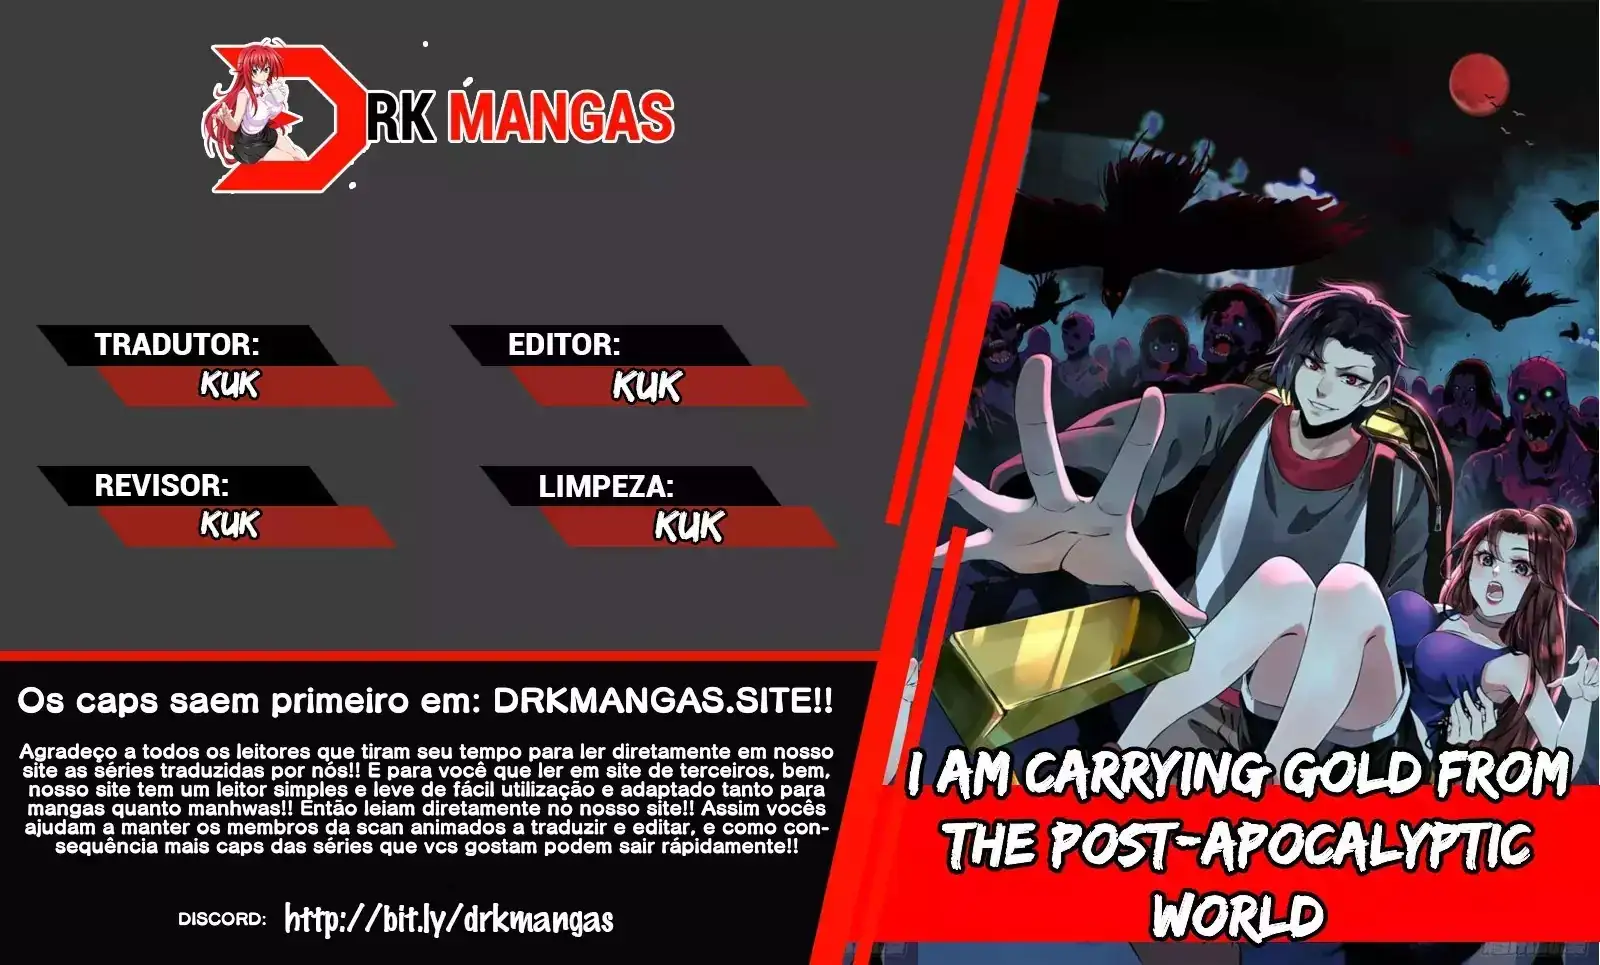 DRK MANGAS
TRADUTOR:
KUK
EDITOR:
KUK
REVISOR:
KUK
LIMPEZA:
KUK
Os caps saem primeiro em: DRKMANGAS.SITE!!
Agradeço a todos os leitores que tiram seu tempo para ler diretamente em nosso
site as séries traduzidas por nós!! E para você que ler em site de terceiros, bem,
nosso site tem um leitor simples e leve de fácil utilização e adaptado tanto para
mangas quanto manhwas!! Então leiam diretamente no nosso site!! Assim vocês
ajudam a manter os membros da scan animados a traduzir e editar, e como con-
sequência mais caps das séries que vcs gostam podem sair rápidamente!!
DISCORD: http://bit.ly/drkmangas
I AM CARRYING GOLD FROM
THE POST-APOCALYPTIC
WORLD